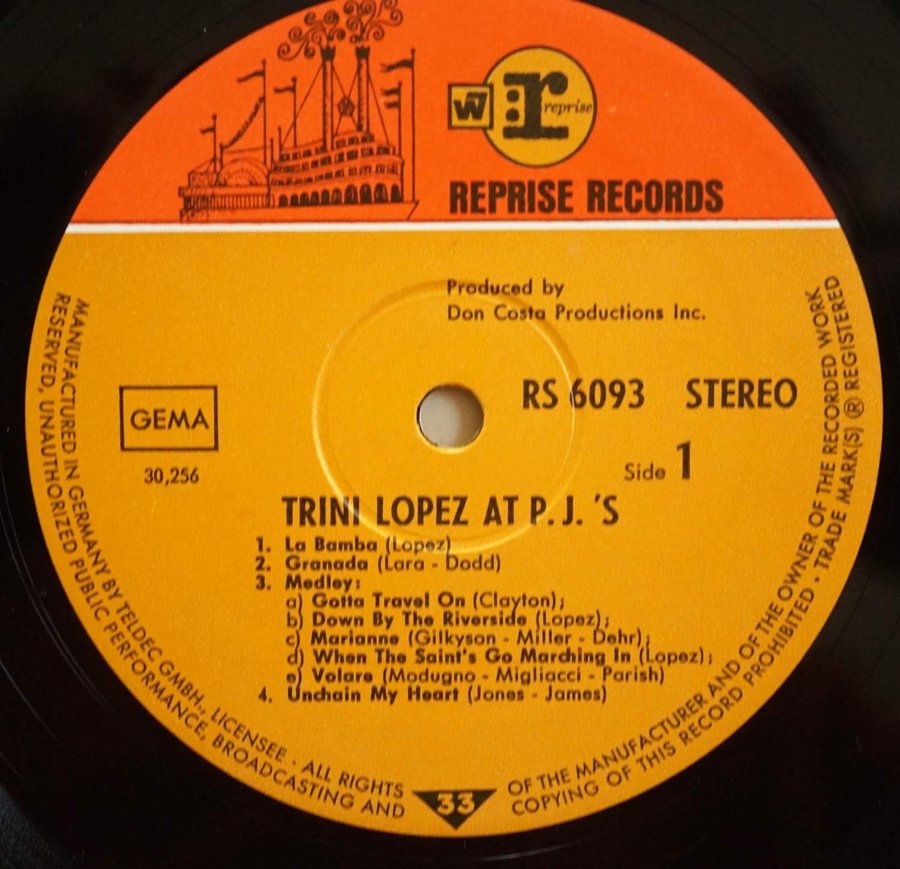 W
r
reprise
REPRISE RECORDS
Produced by
Don Costa Productions Inc.
RS 6093 STEREO
GEMA
30,256
Side 1
TRINI LOPEZ AT P. J. 'S
1. La Bamba (Lopez)
2. Granada (Lara - Dodd)
3. Medley:
a) Gotta Travel On (Clayton);
b) Down By The Riverside (Lopez);
c) Marianne (Gilkyson - Miller - Dehr);
d) When The Saint's Go Marching In (Lopez);
e) Volare (Modugno - Migliacci - Parish)
4. Unchain My Heart (Jones - James)
MANUFACTURED IN GERMANY BY TELDEC GMBH., LICENSEE · ALL RIGHTS
RESERVED, UNAUTHORIZED PUBLIC PERFORMANCE, BROADCASTING AND
33
OF THE MANUFACTURER AND OF THE OWNER OF THE RECORDED WORK
COPYING OF THIS RECORD PROHIBITED · TRADE MARK(S) ® REGISTERED